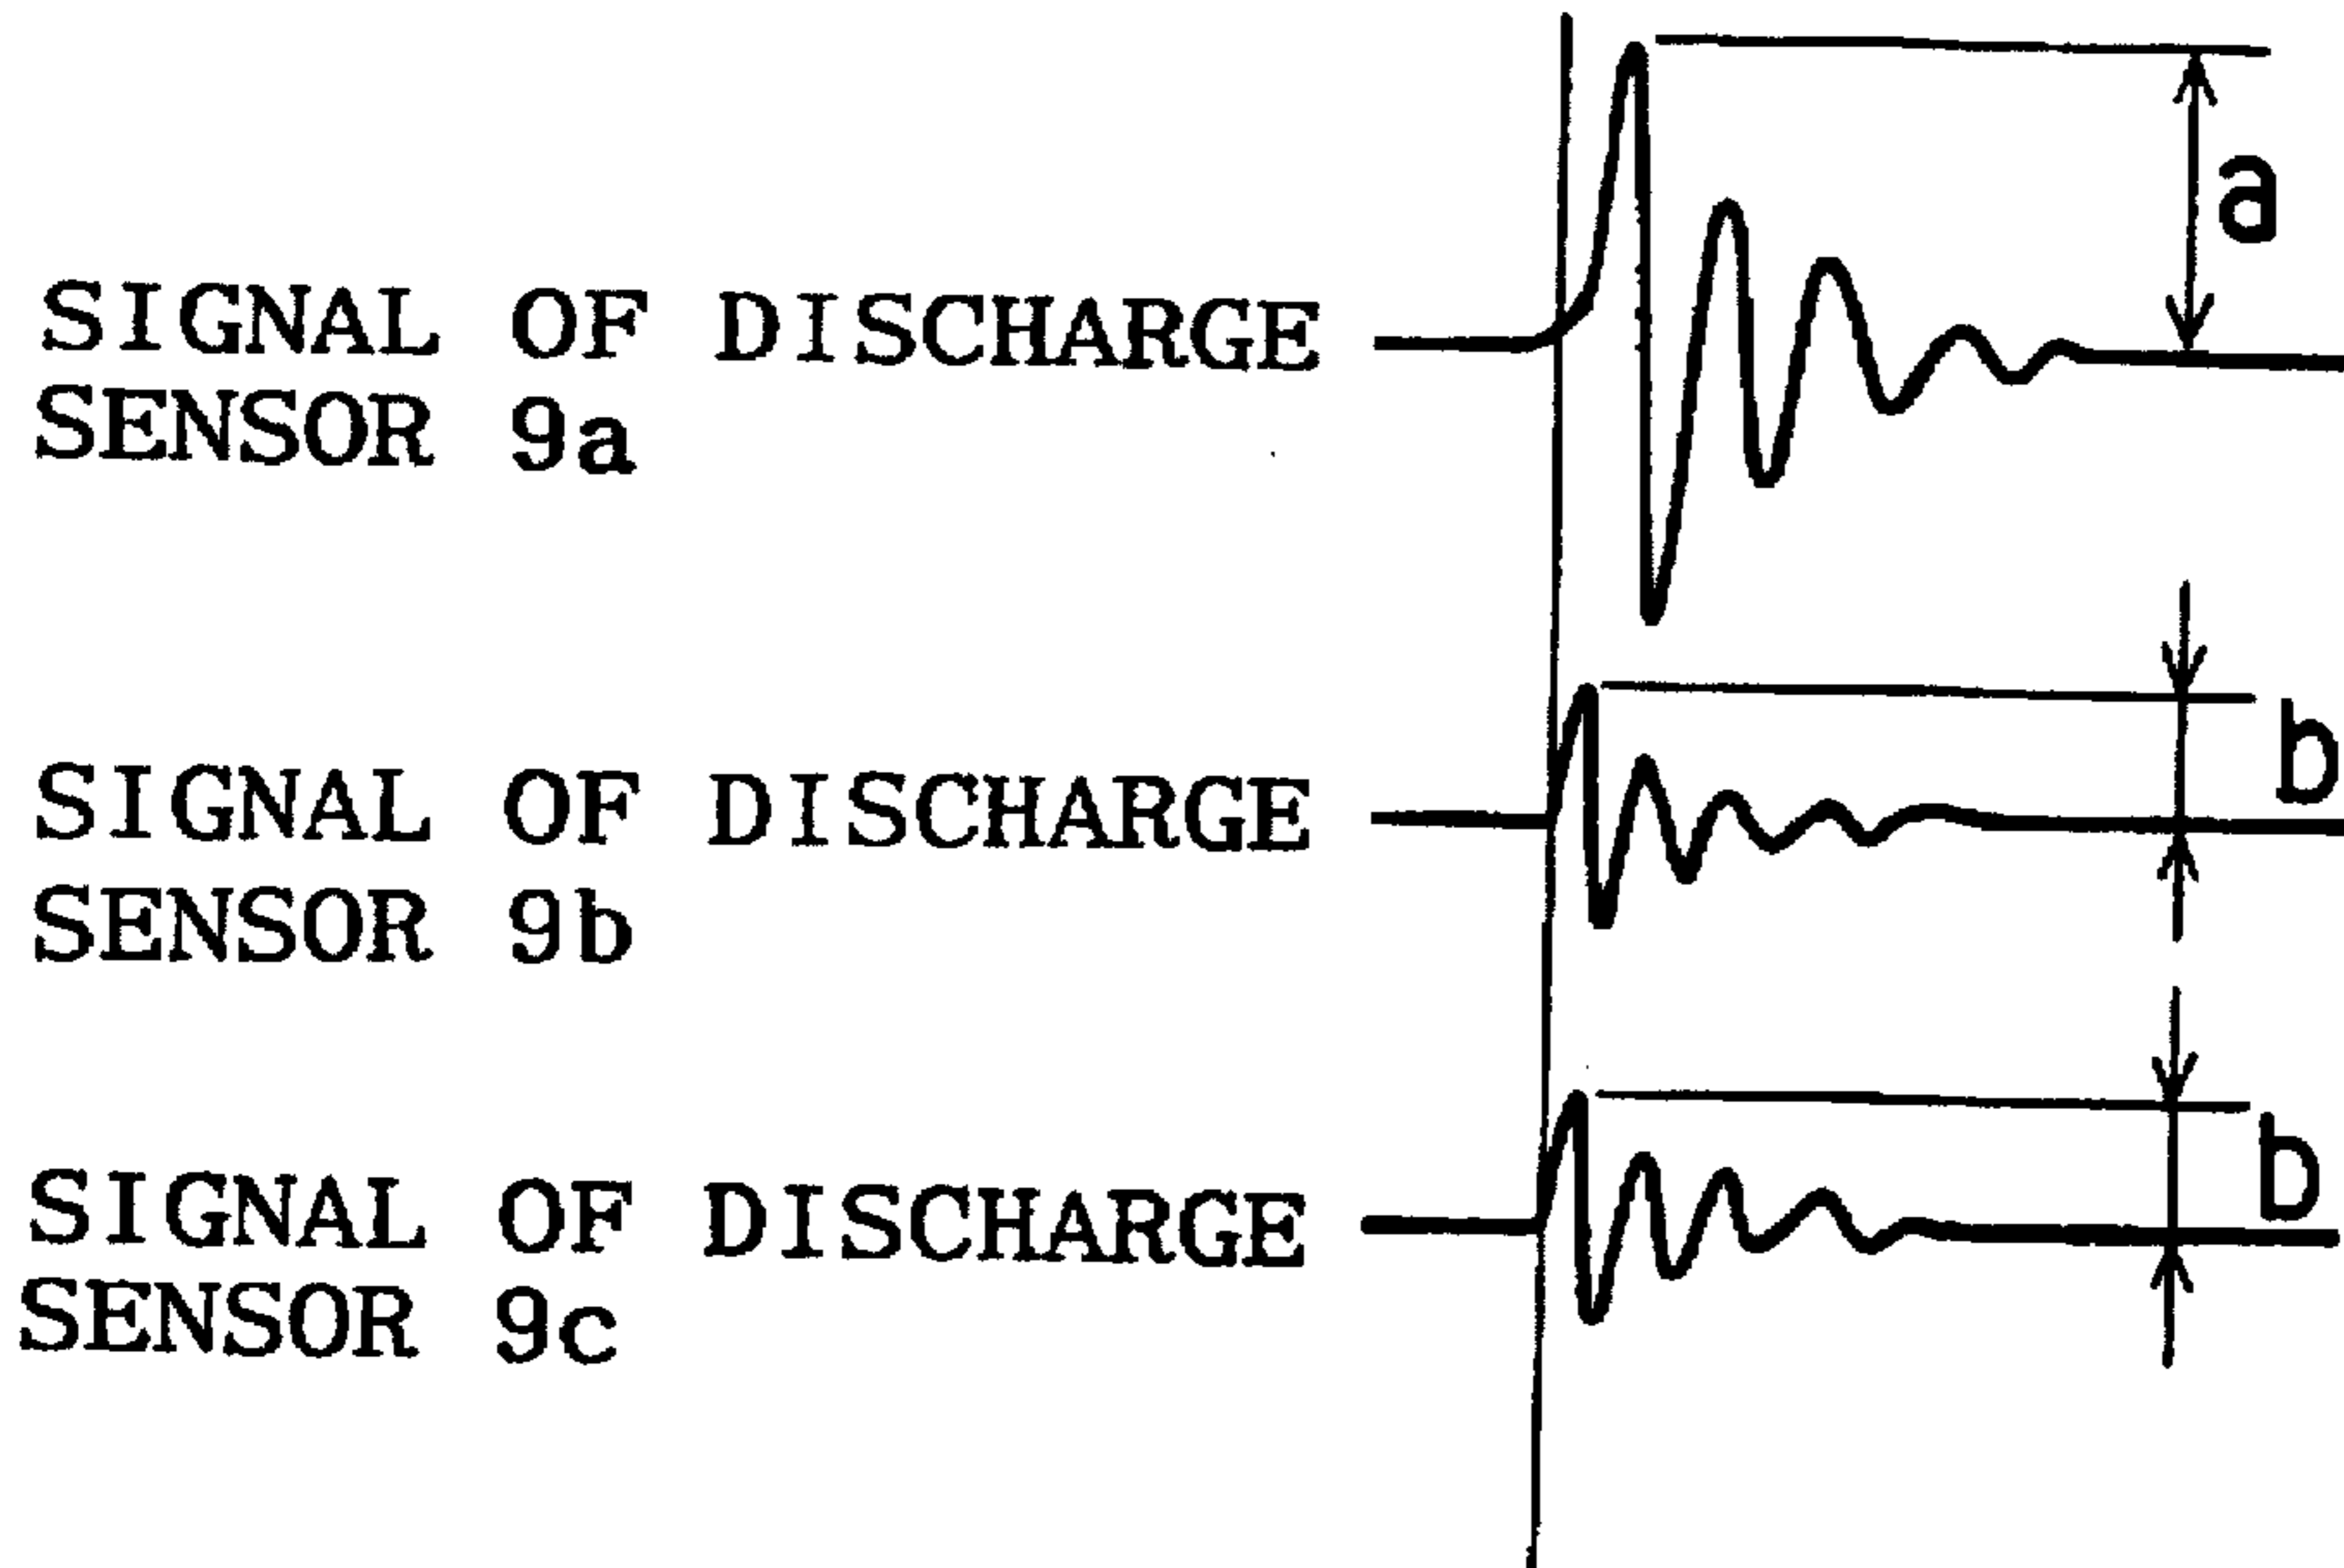 SIGNAL OF DISCHARGE
SENSOR 9a
a
SIGNAL OF DISCHARGE
SENSOR 9b
b
SIGNAL OF DISCHARGE
SENSOR 9c
b